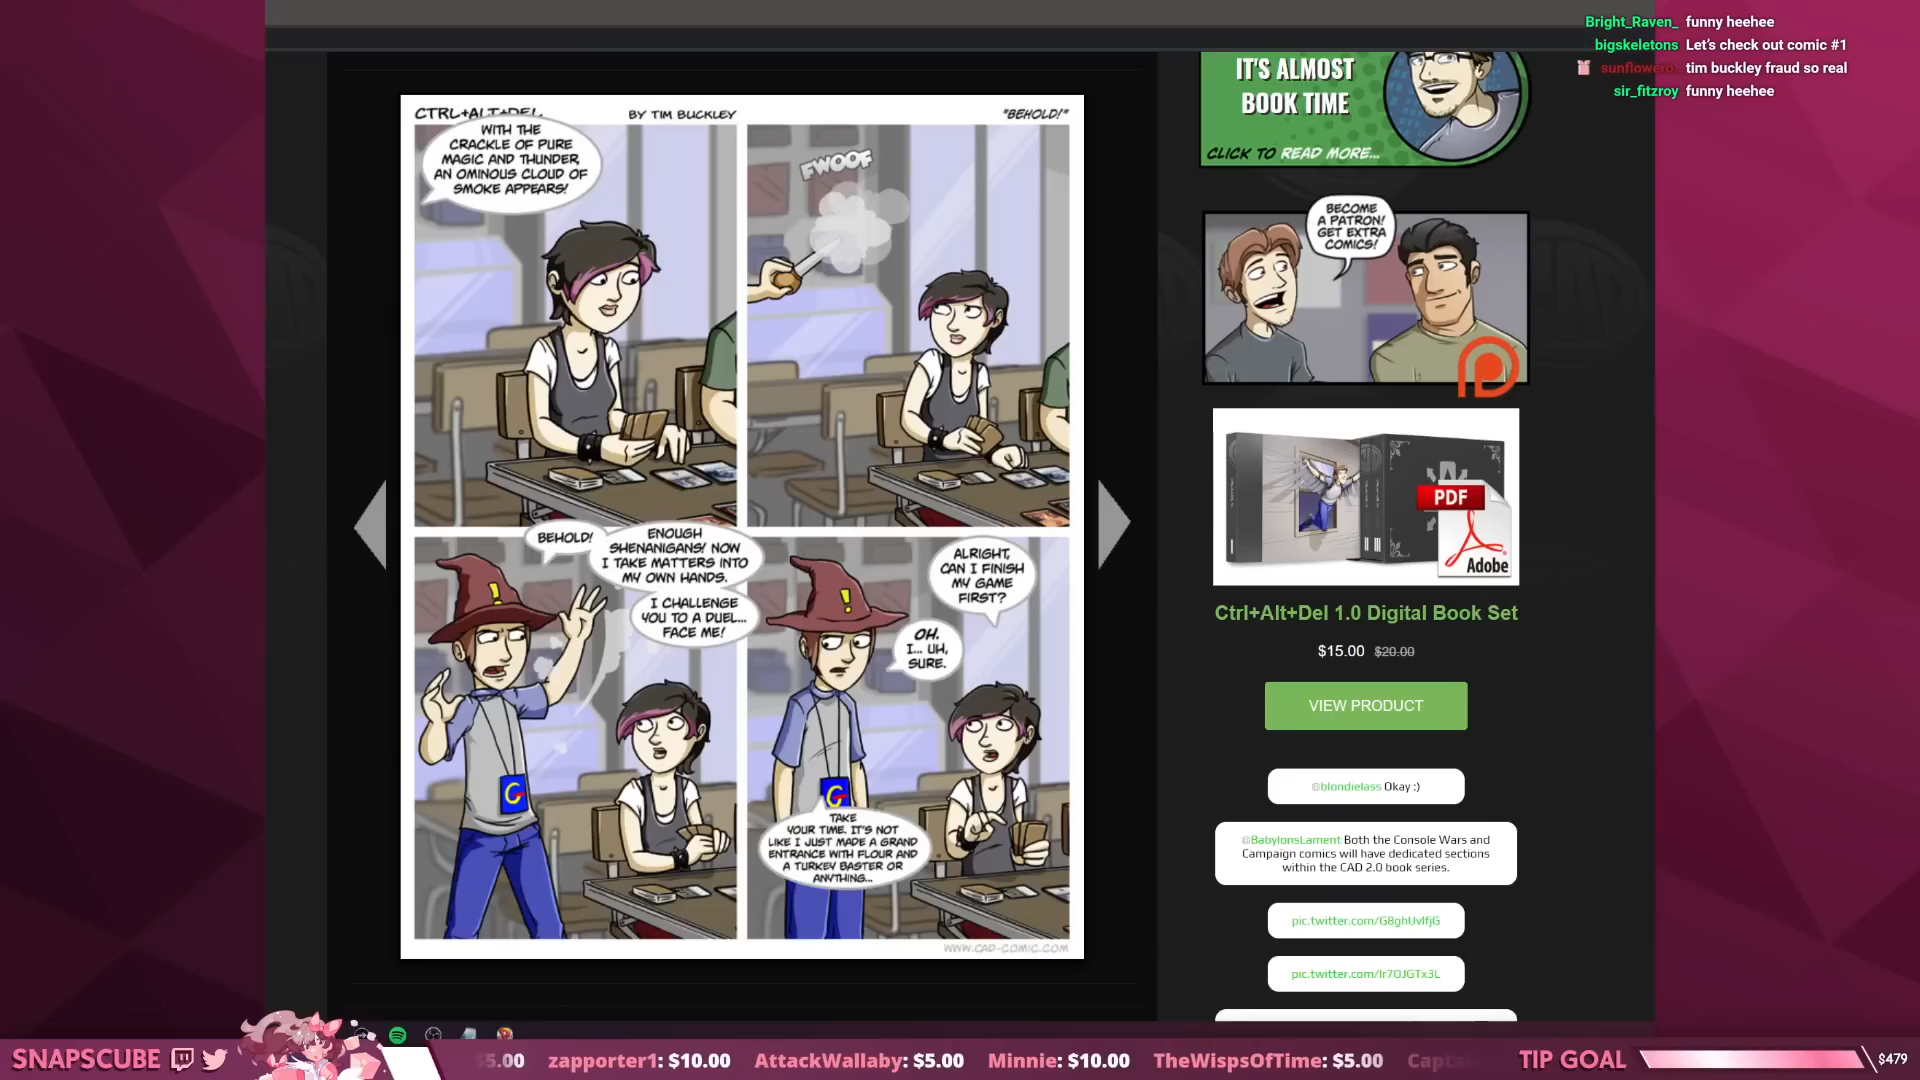 Bright_Raven_ funny heehee
bigskeletons Let's check out comic #1
sunflowero... tim buckley fraud so real
sir_fitzroy funny heehee
CTRL+ALT+DEL
BY TIM BUCKLEY
"BEHOLD!"
WITH THE
CRACKLE OF PURE
MAGIC AND THUNDER,
AN OMINOUS CLOUD OF
SMOKE APPEARS!
FWOOF
BEHOLD!
ENOUGH
SHENANIGANS! NOW
I TAKE MATTERS INTO
MY OWN HANDS.
I CHALLENGE
YOU TO A DUEL...
FACE ME!
!
G
ALRIGHT,
CAN I FINISH
MY GAME
FIRST?
OH.
I... UH,
SURE.
!
G
TAKE
YOUR TIME. IT'S NOT
LIKE I JUST MADE A GRAND
ENTRANCE WITH FLOUR AND
A TURKEY BASTER OR
ANYTHING...
WWW.CAD-COMIC.COM
IT'S ALMOST
BOOK TIME
CLICK TO READ MORE...
BECOME
A PATRON!
GET EXTRA
COMICS!
PDF
Adobe
Ctrl+Alt+Del 1.0 Digital Book Set
$15.00 $20.00
VIEW PRODUCT
@blondielass Okay :)
@BabylonsLament Both the Console Wars and
Campaign comics will have dedicated sections
within the CAD 2.0 book series.
pic.twitter.com/G8ghUvIfjG
pic.twitter.com/Ir7OJGTx3L
SNAPSCUBE
$5.00 zapporter1: $10.00 AttackWallaby: $5.00 Minnie: $10.00 TheWispsOfTime: $5.00
TIP GOAL
$479